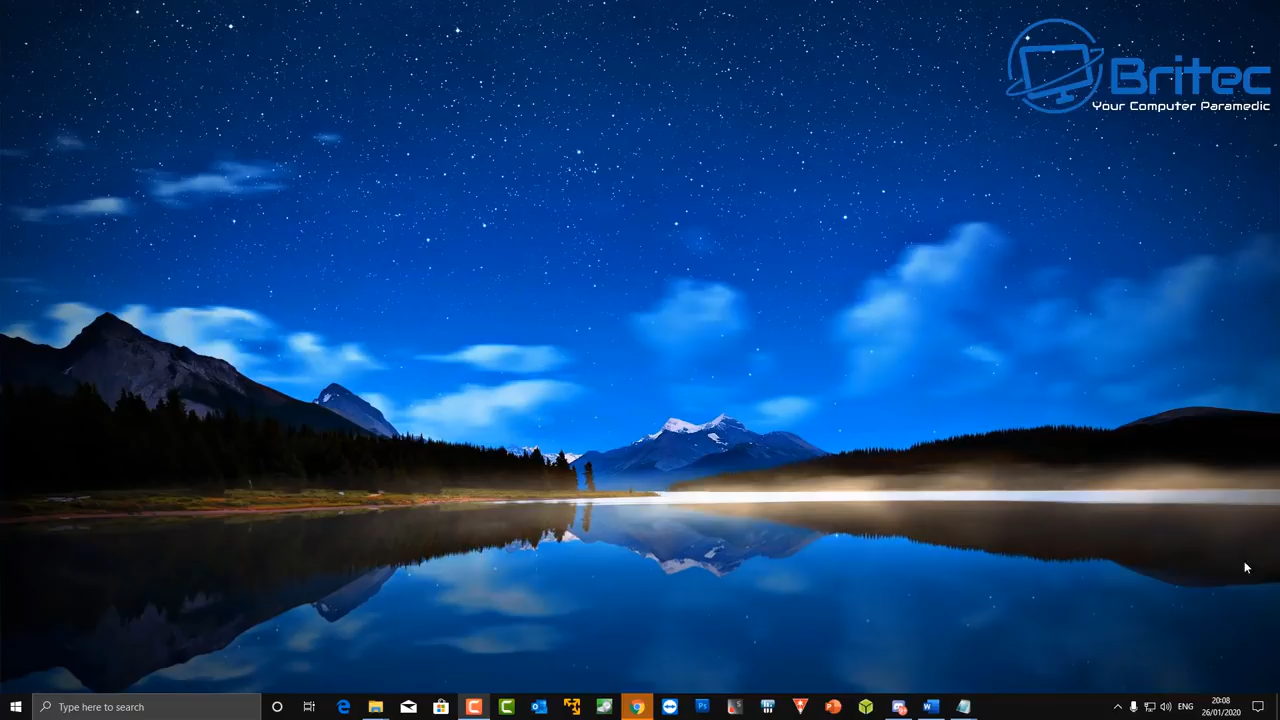 Britec
Your Computer Paramedic
Type here to search
ENG
20:08
26/01/2020